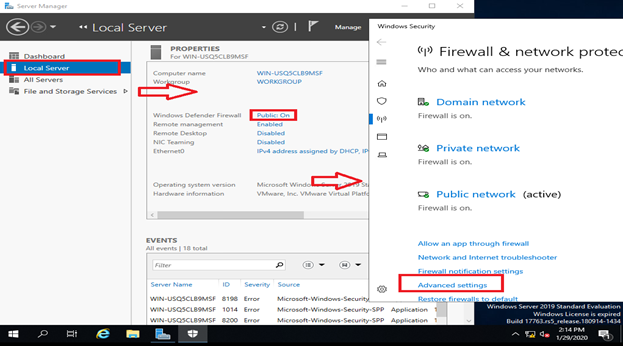 Server Manager
Local Server
Manage
Dashboard
Local Server
All Servers
File and Storage Services
PROPERTIES
For WIN-USQ5CLB9MSF
Computer name WIN-USQ5CLB9MSF
Workgroup WORKGROUP
Windows Defender Firewall Public: On
Remote management Enabled
Remote Desktop Disabled
NIC Teaming Disabled
Ethernet0 IPv4 address assigned by DHCP, IP
Operating system version Microsoft Windows Server 2019 Sta
Hardware information VMware, Inc. VMware Virtual Platfo
EVENTS
All events | 18 total
Filter
Server Name ID Severity Source
WIN-USQ5CLB9MSF 8198 Error Microsoft-Windows-Security-SPP Application
WIN-USQ5CLB9MSF 1014 Error Microsoft-Windows-Security-SPP Application
WIN-USQ5CLB9MSF 8200 Error Microsoft-Windows-Security-SPP Application
Windows Security
Firewall & network protec
Who and what can access your networks.
Domain network
Firewall is on.
Private network
Firewall is on.
Public network (active)
Firewall is on.
Allow an app through firewall
Network and Internet troubleshooter
Firewall notification settings
Advanced settings
Restore firewalls to default
Windows Server 2019 Standard Evaluation
Windows License is expired
Build 17763.rs5_release.180914-1434
2:14 PM
1/29/2020